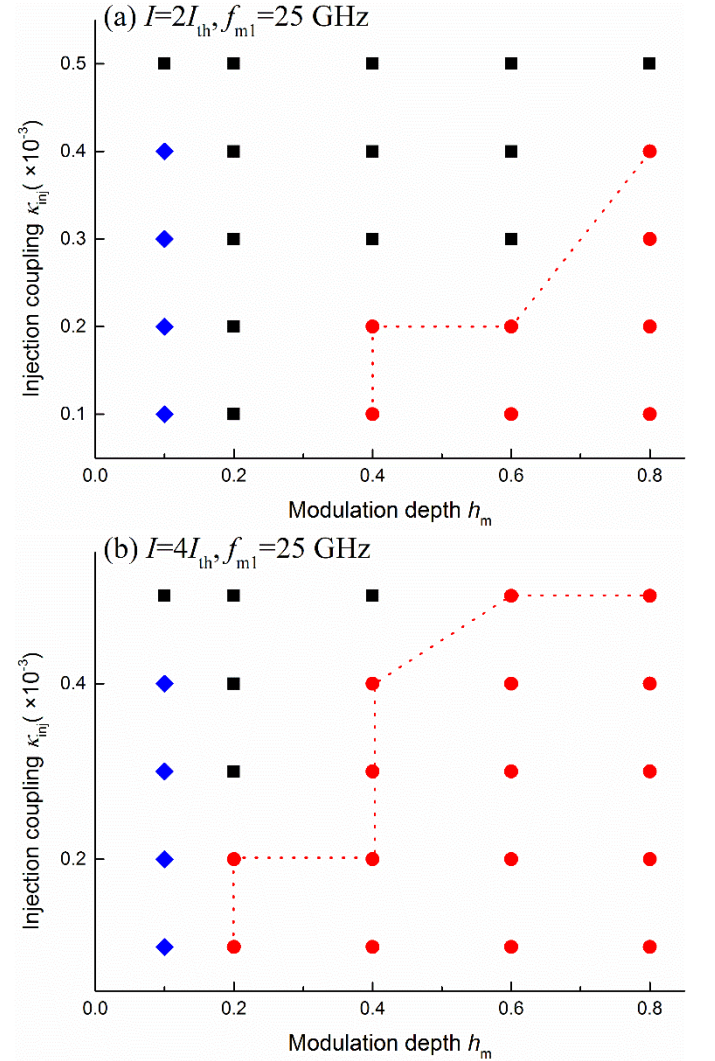 (a) I=2Ith, fm1=25 GHz
0.5
0.4
0.3
0.2
0.1
Injection coupling κinj( ×10-3)
0.0 0.2 0.4 0.6 0.8
Modulation depth hm
(b) I=4Ith, fm1=25 GHz
0.4
0.2
Injection coupling κinj( ×10-3)
0.0 0.2 0.4 0.6 0.8
Modulation depth hm